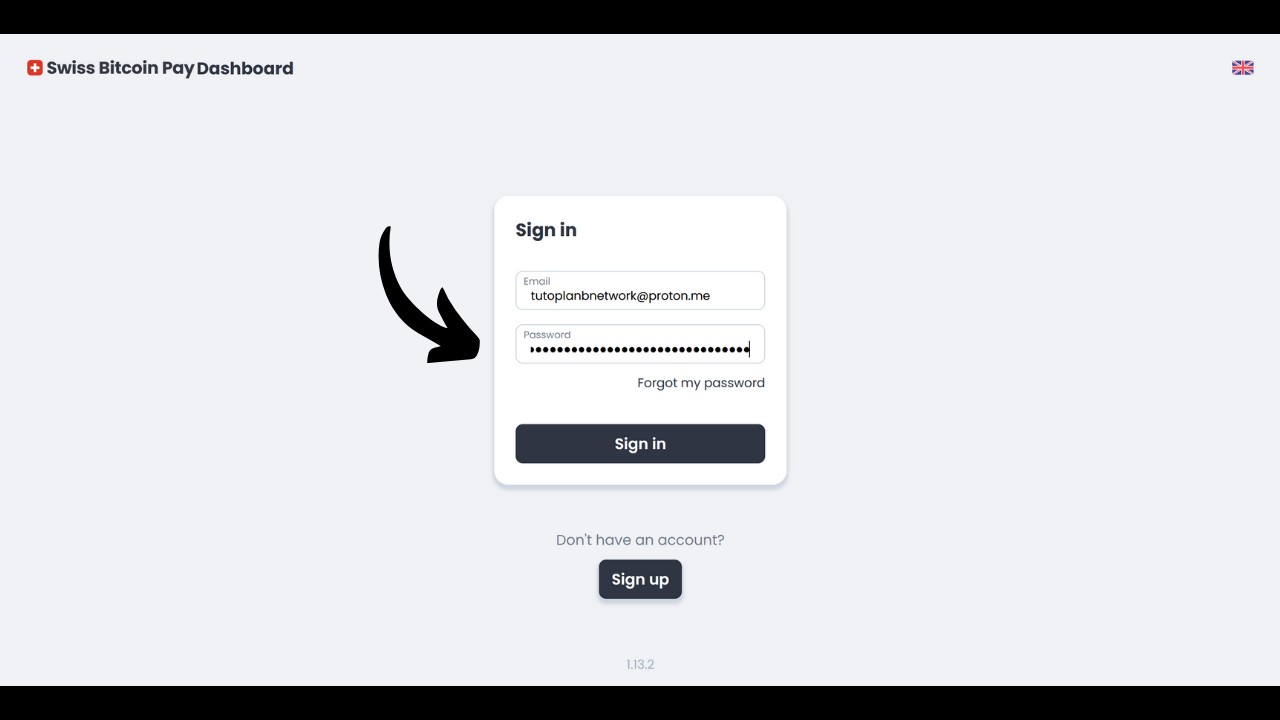 Swiss Bitcoin Pay Dashboard
Sign in
Email
tutoplanbnetwork@proton.me
Password
Forgot my password
Sign in
Don't have an account?
Sign up
1.13.2